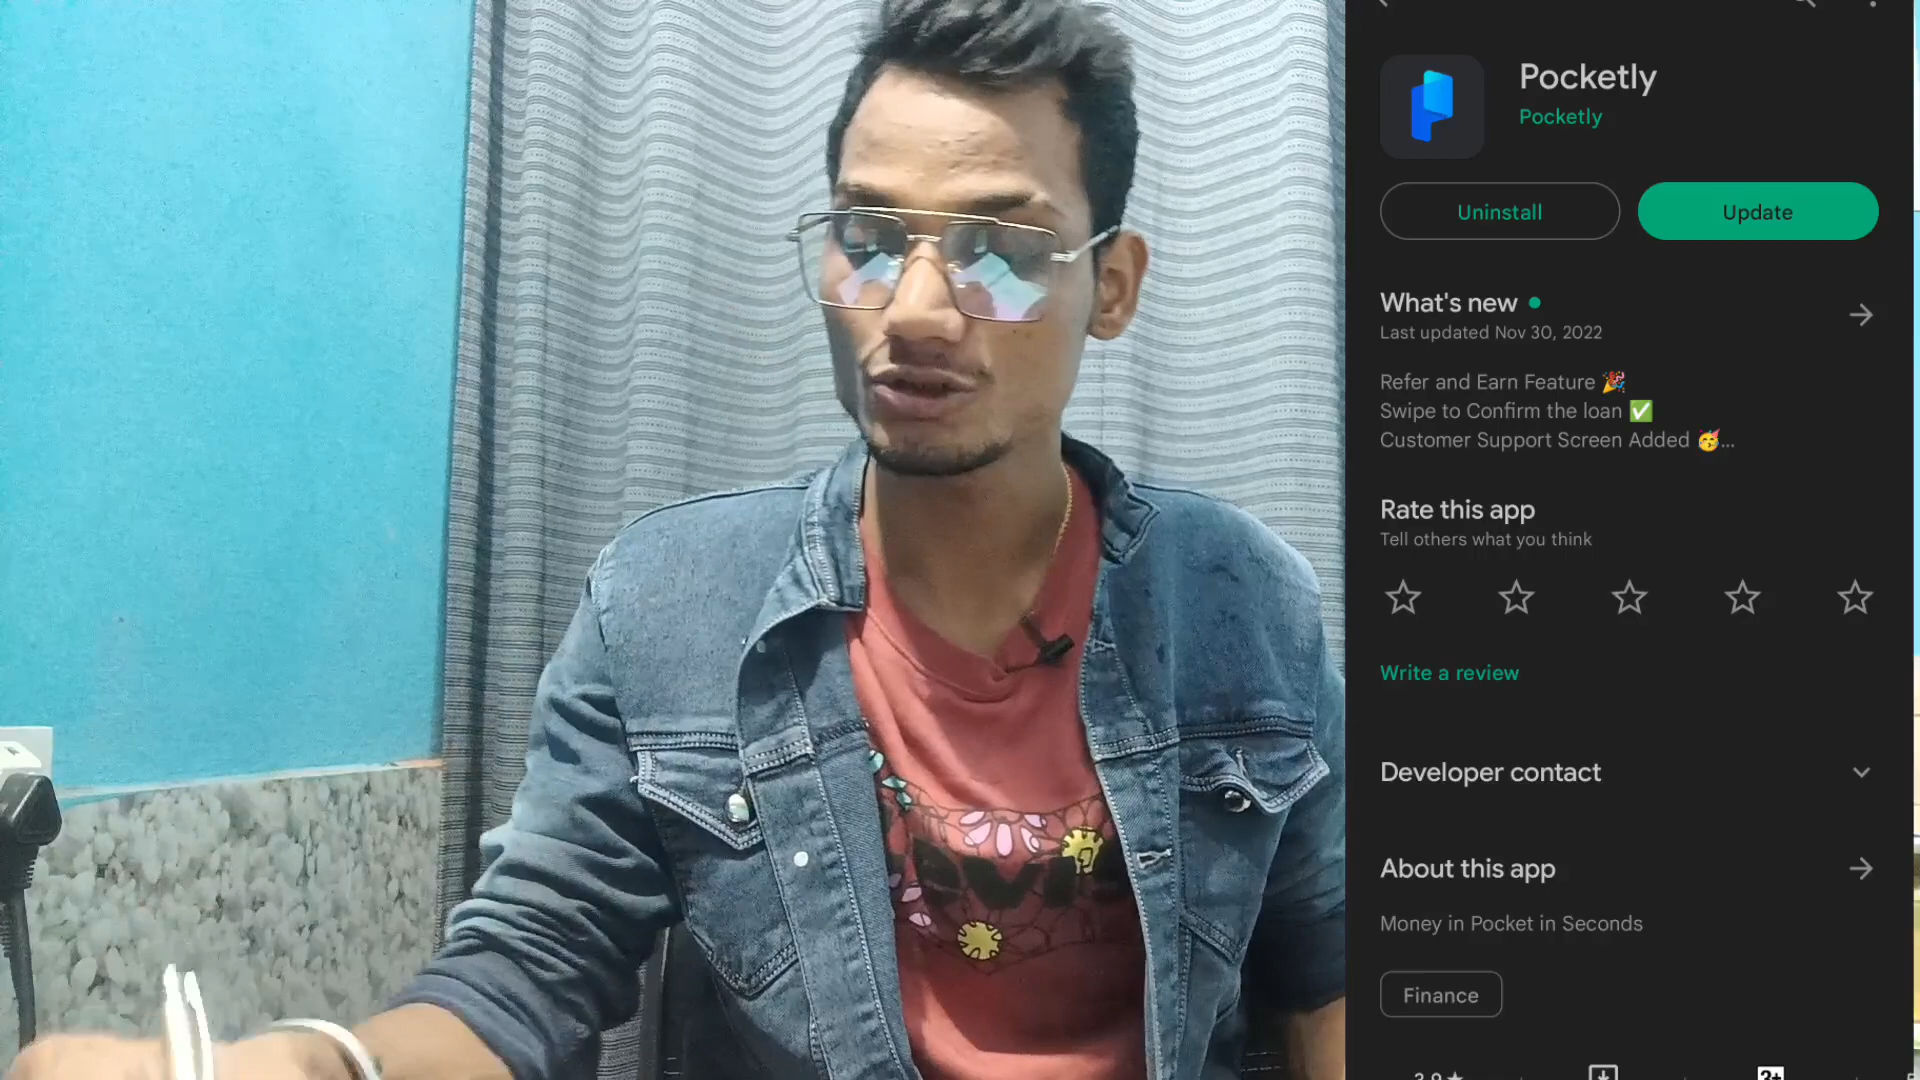 Pocketly
Pocketly
Uninstall
Update
What's new
Last updated Nov 30, 2022
Refer and Earn Feature 🎉
Swipe to Confirm the loan ✅
Customer Support Screen Added 🥳...
Rate this app
Tell others what you think
Write a review
Developer contact
About this app
Money in Pocket in Seconds
Finance
3+